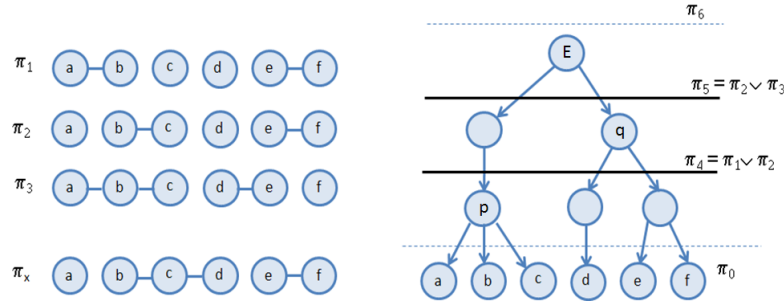 π₁ a b c d e f
π₂ a b c d e f
π₃ a b c d e f
πₓ a b c d e f
π₆
E
π₅ = π₂ ∨ π₃
q
π₄ = π₁ ∨ π₂
p
π₀
a b c d e f